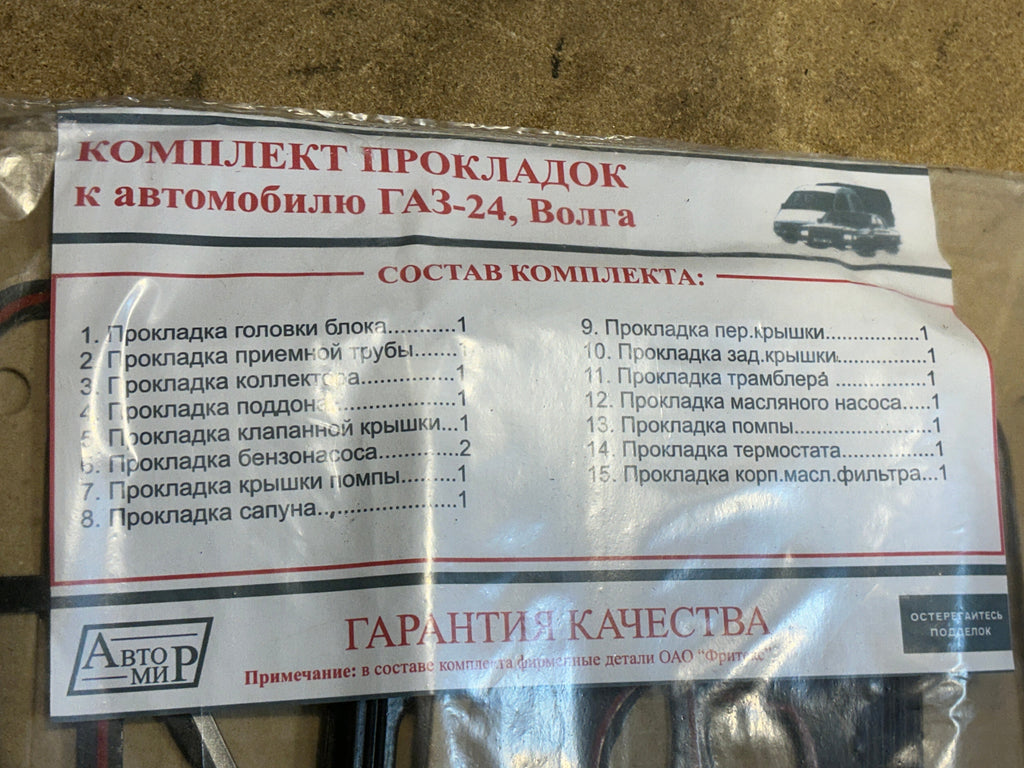 КОМПЛЕКТ ПРОКЛАДОК
к автомобилю ГАЗ-24, Волга
СОСТАВ КОМПЛЕКТА:
1. Прокладка головки блока..........1
2. Прокладка приемной трубы.......1
3. Прокладка коллектора...............1
4. Прокладка поддона...................1
5. Прокладка клапанной крышки...1
6. Прокладка бензонасоса.............2
7. Прокладка крышки помпы.........1
8. Прокладка сапуна......................1
9. Прокладка пер.крышки...............1
10. Прокладка зад.крышки..............1
11. Прокладка трамблера ...............1
12. Прокладка масляного насоса.....1
13. Прокладка помпы.......................1
14. Прокладка термостата...............1
15. Прокладка корп.масл.фильтра...1
АВТО
МИР
ГАРАНТИЯ КАЧЕСТВА
Примечание: в составе комплекта фирменные детали ОАО "Фритекс"
ОСТЕРЕГАЙТЕСЬ
ПОДДЕЛОК